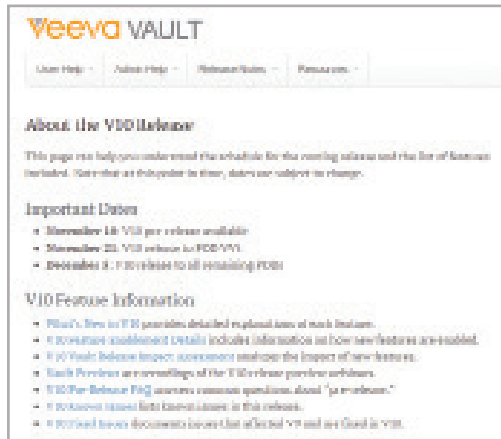 Veeva VAULT
User Help Admin Help Release Notes Resources
About the V10 Release
This page can help you understand the schedule for the coming release and the list of features
included. Note that at this point in time, dates are subject to change.
Important Dates
• November 14: V10 pre-release available
• November 21: V10 release to POD VV1
• December 5: V10 release to all remaining PODs
V10 Feature Information
• What's New in V10 provides detailed explanations of each feature.
• V10 Feature Enablement Details includes information on how new features are enabled.
• V10 Vault Release Impact Assessment analyzes the impact of new features.
• Vault Previews are recordings of the V10 release preview webinars.
• V10 Pre-Release FAQ answers common questions about "pre-release."
• V10 Known Issues lists known issues in this release.
• V10 Fixed Issues documents issues that affected V9 and are fixed in V10.